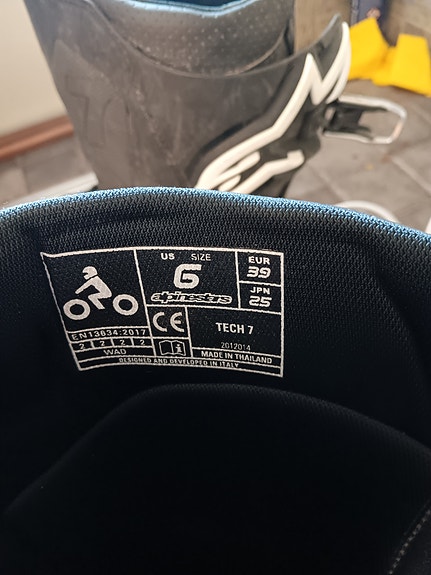 US SIZE
6
alpinestars
EUR
39
JPN
25
EN13634:2017
2 2 2 2
WAD
CE
TECH 7
2012014
MADE IN THAILAND
DESIGNED AND DEVELOPED IN ITALY